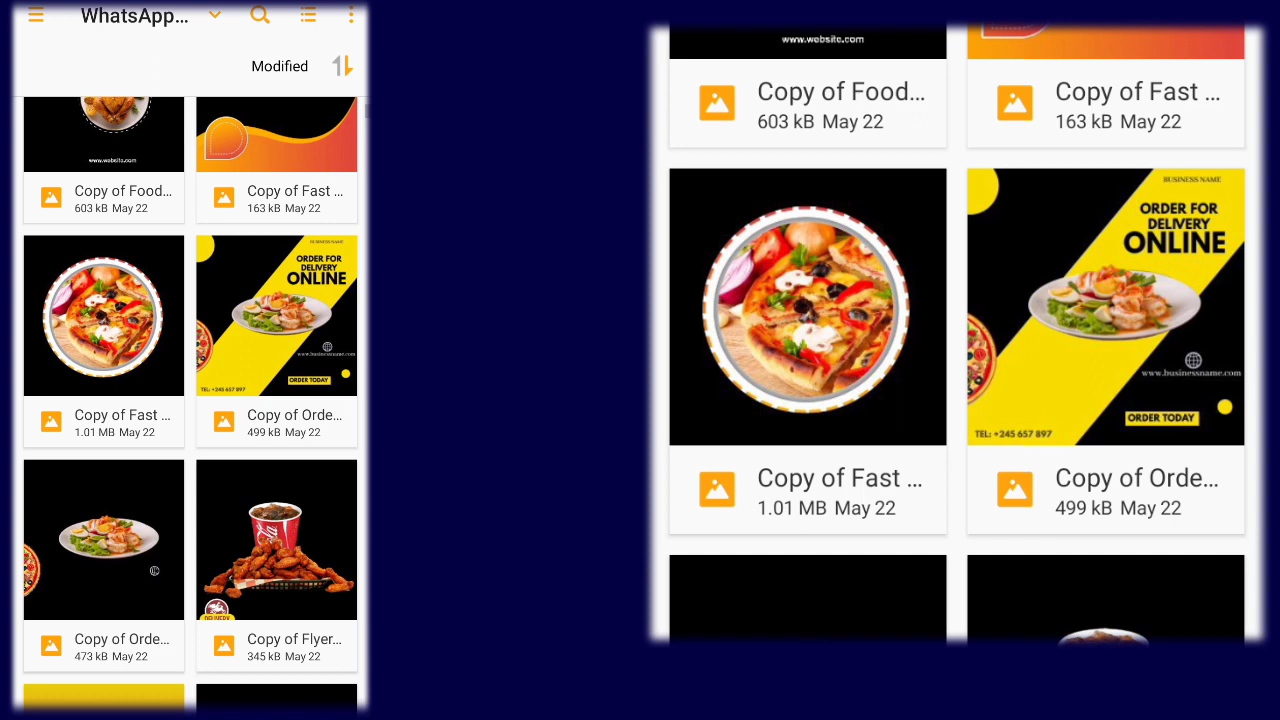 WhatsApp...
Modified
www.website.com
Copy of Food...
603 kB May 22
Copy of Fast ...
163 kB May 22
BUSINESS NAME
ORDER FOR
DELIVERY
ONLINE
www.businessname.com
ORDER TODAY
TEL: +245 657 897
Copy of Fast ...
1.01 MB May 22
Copy of Orde...
499 kB May 22
DELIVERY
Copy of Orde...
473 kB May 22
Copy of Flyer...
345 kB May 22
www.website.com
Copy of Food...
603 kB May 22
Copy of Fast ...
163 kB May 22
BUSINESS NAME
ORDER FOR
DELIVERY
ONLINE
www.businessname.com
ORDER TODAY
TEL: +245 657 897
Copy of Fast ...
1.01 MB May 22
Copy of Orde...
499 kB May 22